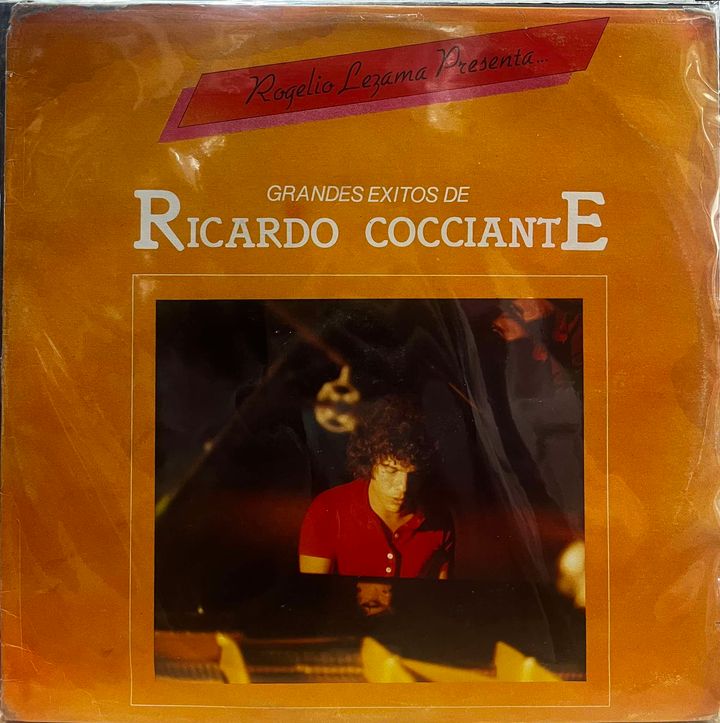 Rogelio Lezama Presenta...
GRANDES EXITOS DE
RICARDO COCCIANTE